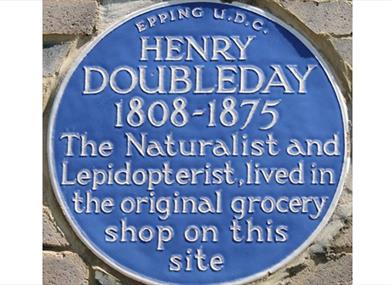 EPPING U.D.C.
HENRY
DOUBLEDAY
1808-1875
The Naturalist and
Lepidopterist, lived in
the original grocery
shop on this
site